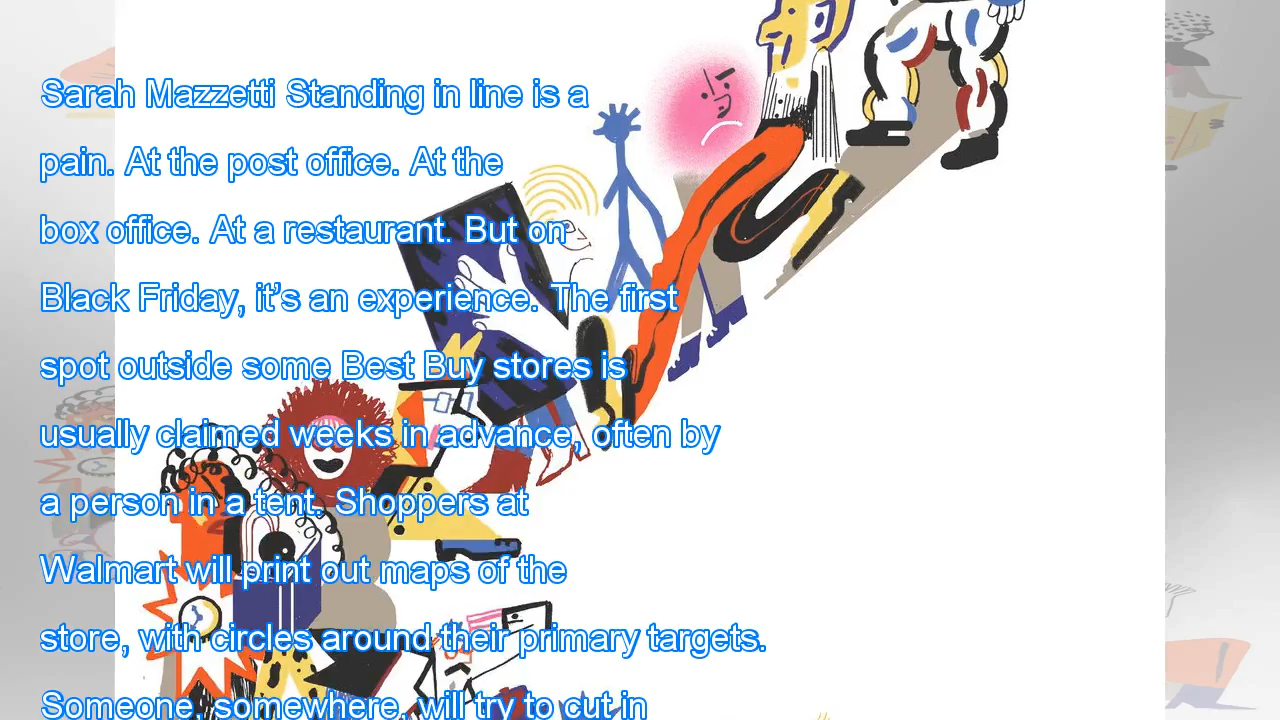 Sarah Mazzetti Standing in line is a
pain. At the post office. At the
box office. At a restaurant. But on
Black Friday, it’s an experience. The first
spot outside some Best Buy stores is
usually claimed weeks in advance, often by
a person in a tent. Shoppers at
Walmart will print out maps of the
store, with circles around their primary targets.
Someone, somewhere, will try to cut in